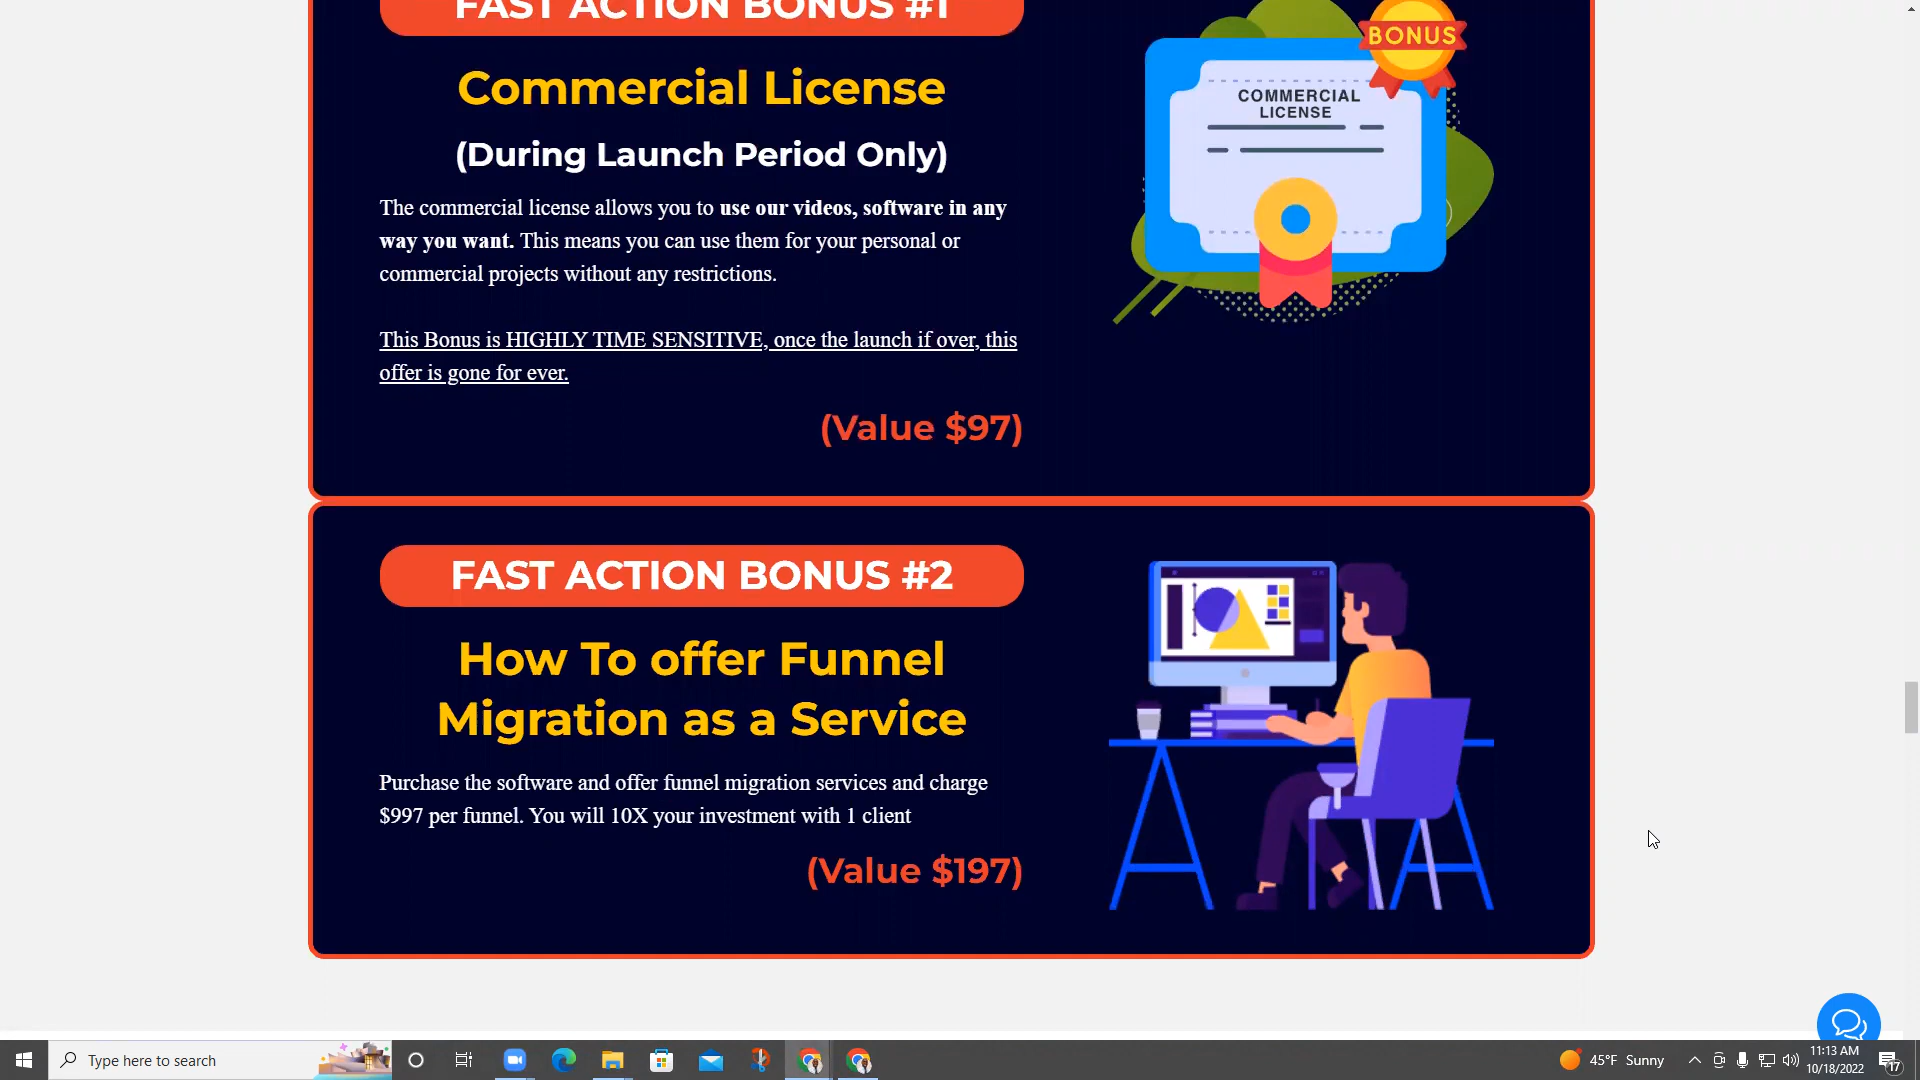 FAST ACTION BONUS #1
Commercial License
(During Launch Period Only)
The commercial license allows you to use our videos, software in any
way you want. This means you can use them for your personal or
commercial projects without any restrictions.
This Bonus is HIGHLY TIME SENSITIVE, once the launch if over, this
offer is gone for ever.
(Value $97)
BONUS
COMMERCIAL
LICENSE
FAST ACTION BONUS #2
How To offer Funnel
Migration as a Service
Purchase the software and offer funnel migration services and charge
$997 per funnel. You will 10X your investment with 1 client
(Value $197)
Type here to search
45°F Sunny
11:13 AM
10/18/2022
17